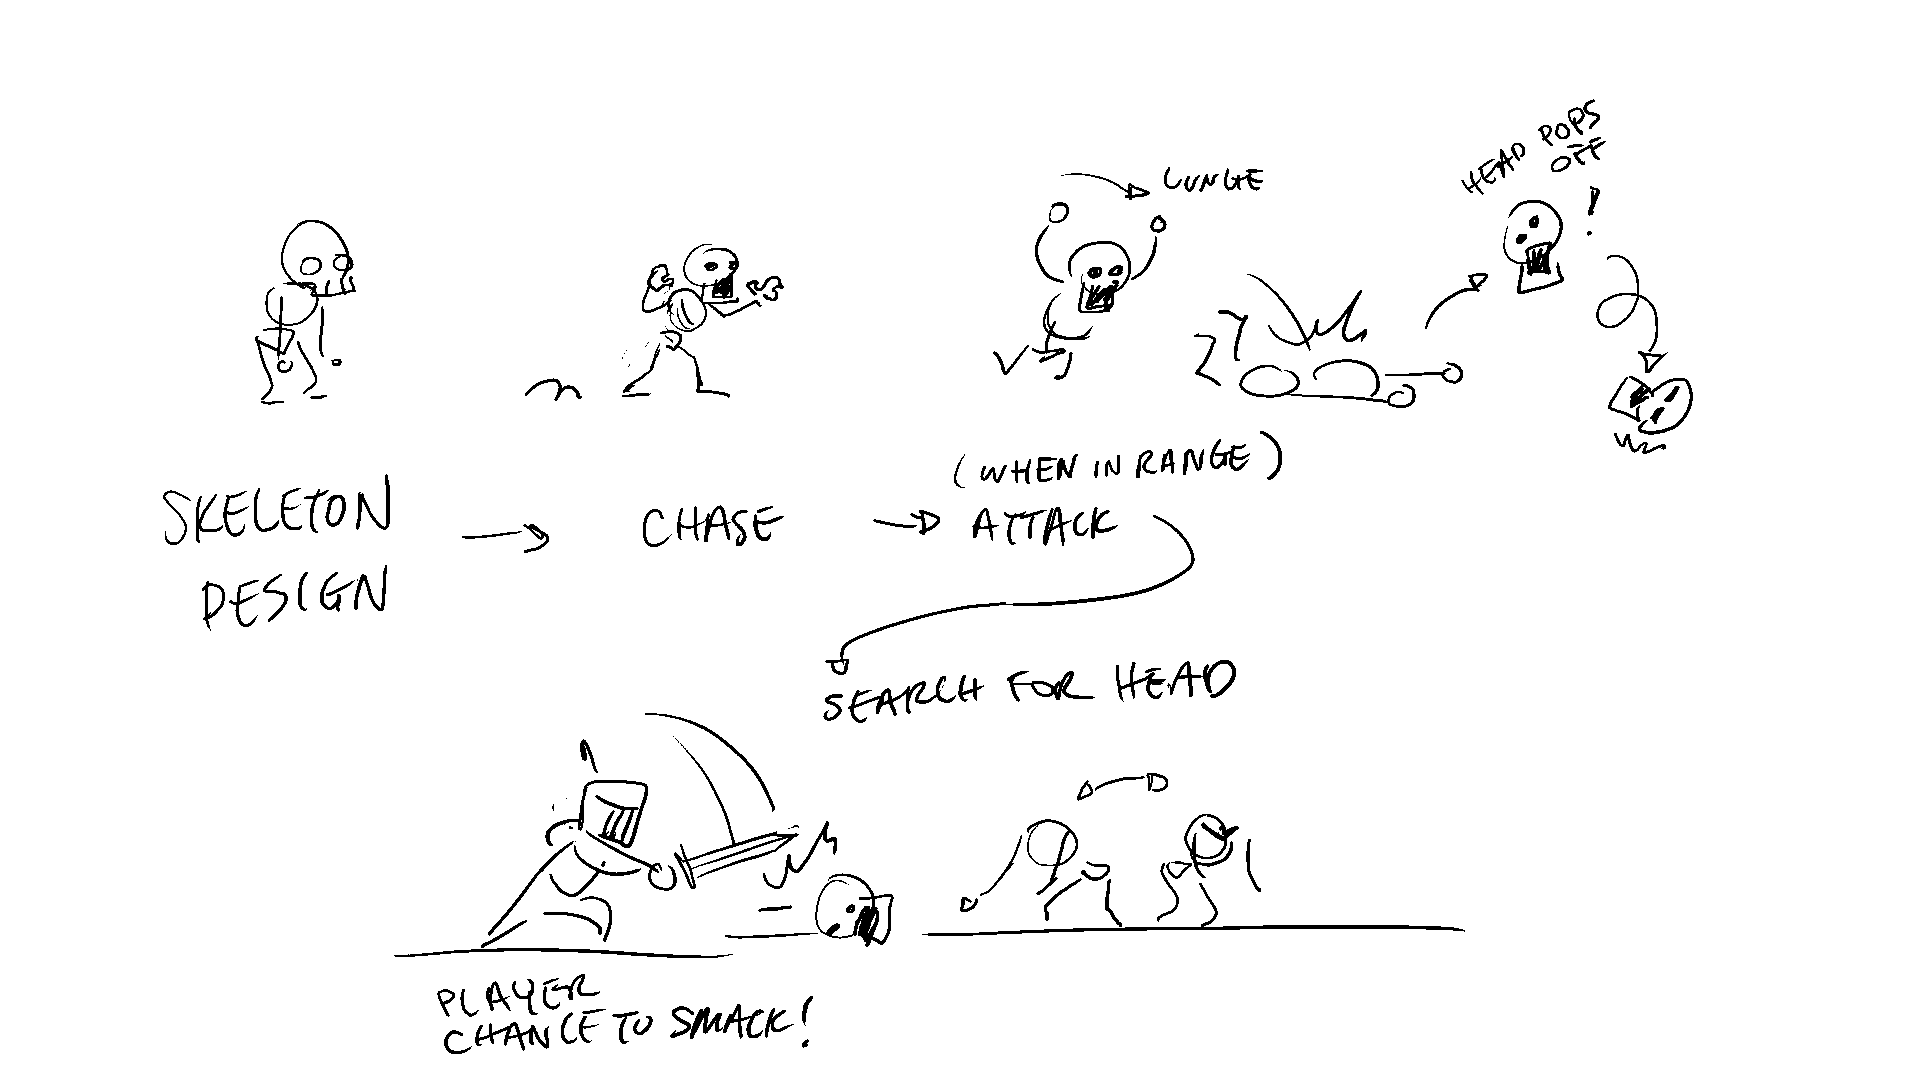 LUNGE
HEAD POPS
OFF
!
(WHEN IN RANGE)
SKELETON
DESIGN
CHASE
ATTACK
SEARCH FOR HEAD
PLAYER
CHANCE TO SMACK!